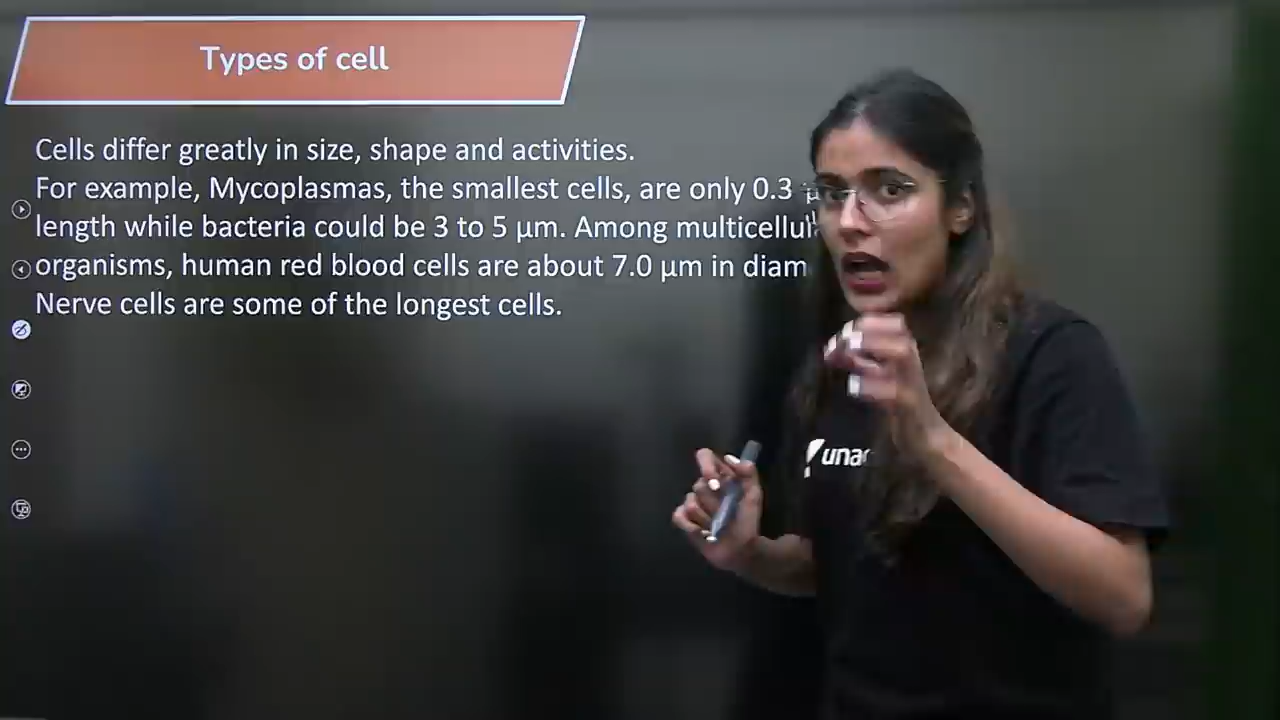 Types of cell
Cells differ greatly in size, shape and activities.
For example, Mycoplasmas, the smallest cells, are only 0.3
length while bacteria could be 3 to 5 μm. Among
organisms, human red blood cells are about 7.0 μm in
Nerve cells are some of the longest cells.